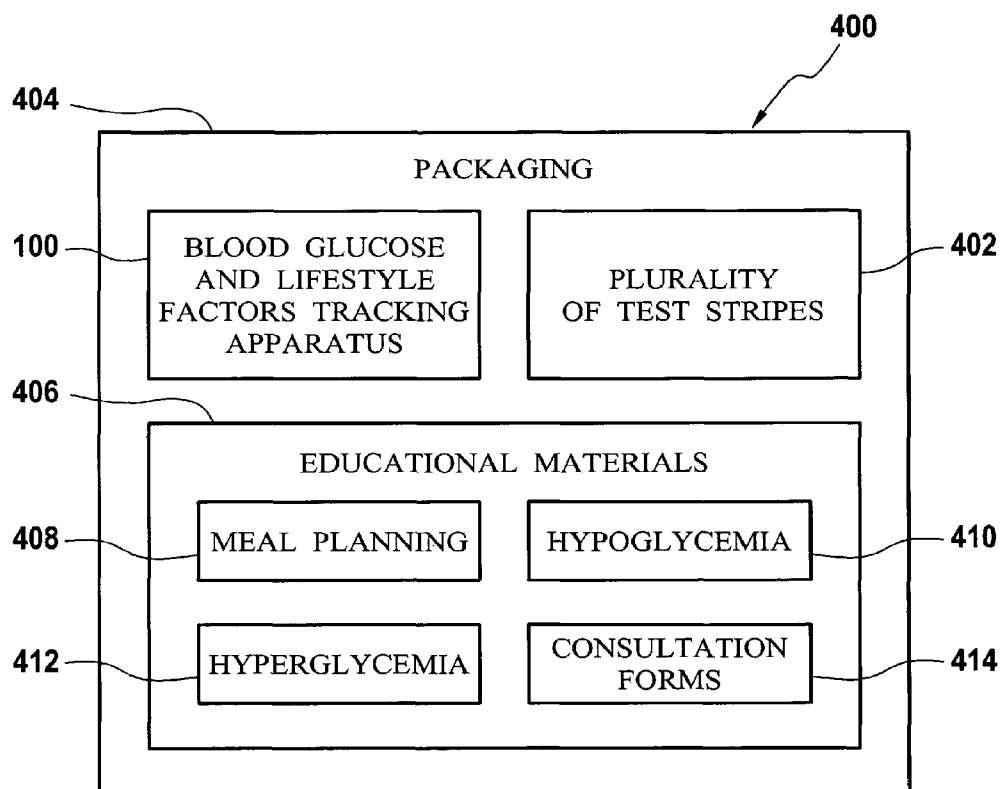 400
404
PACKAGING
100
BLOOD GLUCOSE
AND LIFESTYLE
FACTORS TRACKING
APPARATUS
PLURALITY
OF TEST STRIPES
402
406
EDUCATIONAL MATERIALS
408
MEAL PLANNING
HYPOGLYCEMIA
410
412
HYPERGLYCEMIA
CONSULTATION
FORMS
414